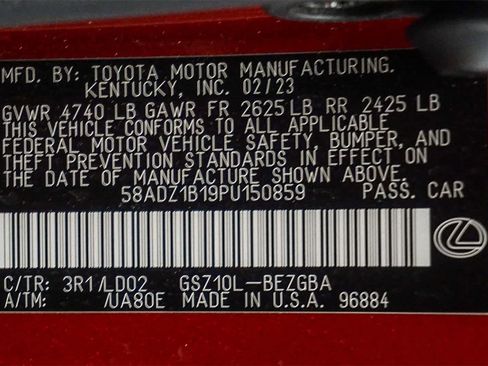 MFD. BY: TOYOTA MOTOR MANUFACTURING.
KENTUCKY, INC. 02/23
GVWR 4740 LB GAWR FR 2625 LB RR 2425 LB
THIS VEHICLE CONFORMS TO ALL APPLICABLE
FEDERAL MOTOR VEHICLE SAFETY, BUMPER, AND
THEFT PREVENTION STANDARDS IN EFFECT ON
THE DATE OF MANUFACTURE SHOWN ABOVE.
58ADZ1B19PU150859 PASS. CAR
C/TR: 3R1/LD02 GSZ10L-BEZGBA
A/TM: /UA80E MADE IN U.S.A. 96884